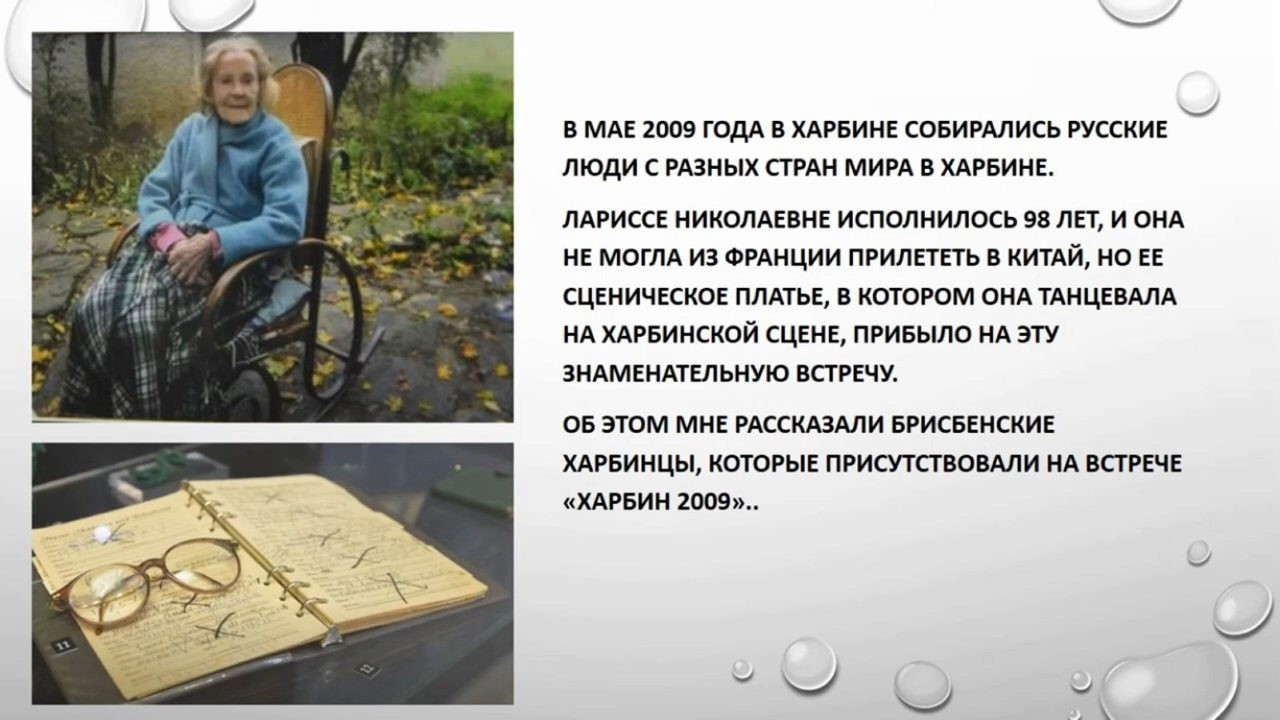 В МАЕ 2009 ГОДА В ХАРБИНЕ СОБИРАЛИСЬ РУССКИЕ
ЛЮДИ С РАЗНЫХ СТРАН МИРА В ХАРБИНЕ.
ЛАРИССЕ НИКОЛАЕВНЕ ИСПОЛНИЛОСЬ 98 ЛЕТ, И ОНА
НЕ МОГЛА ИЗ ФРАНЦИИ ПРИЛЕТЕТЬ В КИТАЙ, НО ЕЕ
СЦЕНИЧЕСКОЕ ПЛАТЬЕ, В КОТОРОМ ОНА ТАНЦЕВАЛА
НА ХАРБИНСКОЙ СЦЕНЕ, ПРИБЫЛО НА ЭТУ
ЗНАМЕНАТЕЛЬНУЮ ВСТРЕЧУ.
ОБ ЭТОМ МНЕ РАССКАЗАЛИ БРИСБЕНСКИЕ
ХАРБИНЦЫ, КОТОРЫЕ ПРИСУТСТВОВАЛИ НА ВСТРЕЧЕ
«ХАРБИН 2009»..
11
12